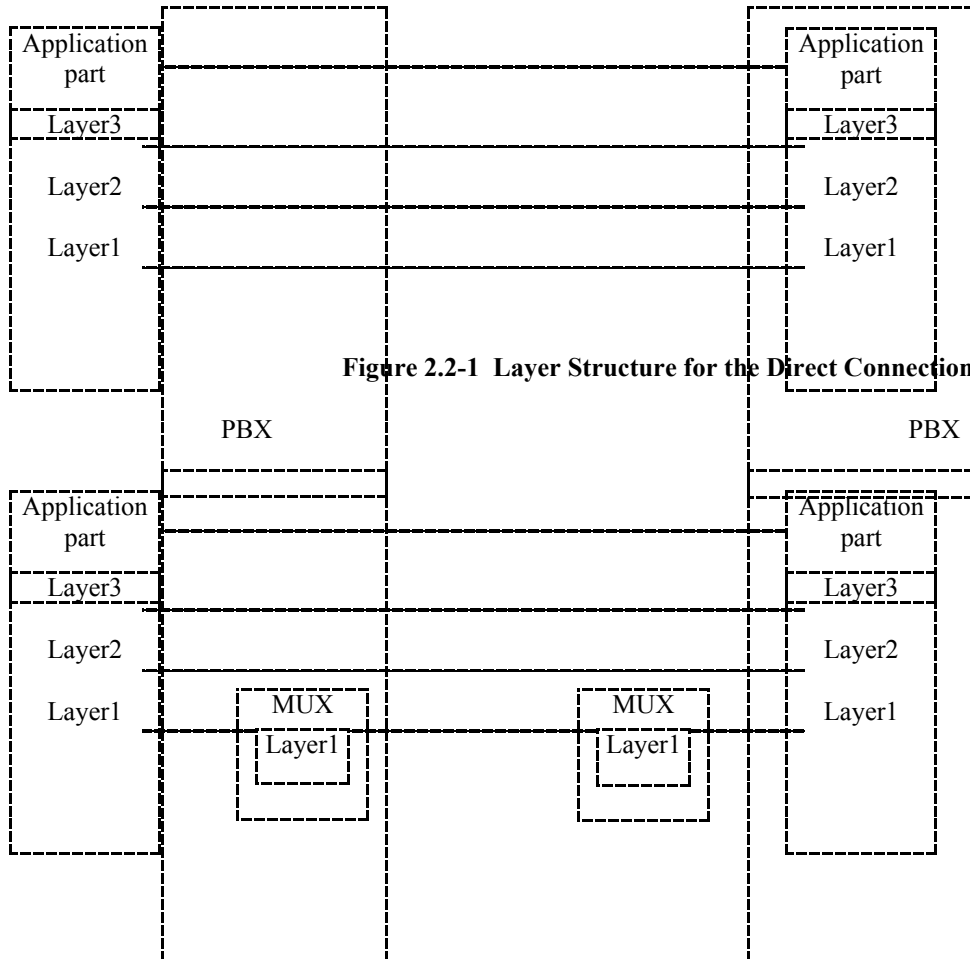 Application
part
Application
part
Layer3
Layer3
Layer2
Layer2
Layer1
Layer1
Figure 2.2-1 Layer Structure for the Direct Connection
PBX
PBX
Application
part
Application
part
Layer3
Layer3
Layer2
Layer2
Layer1
MUX
MUX
Layer1
Layer1
Layer1